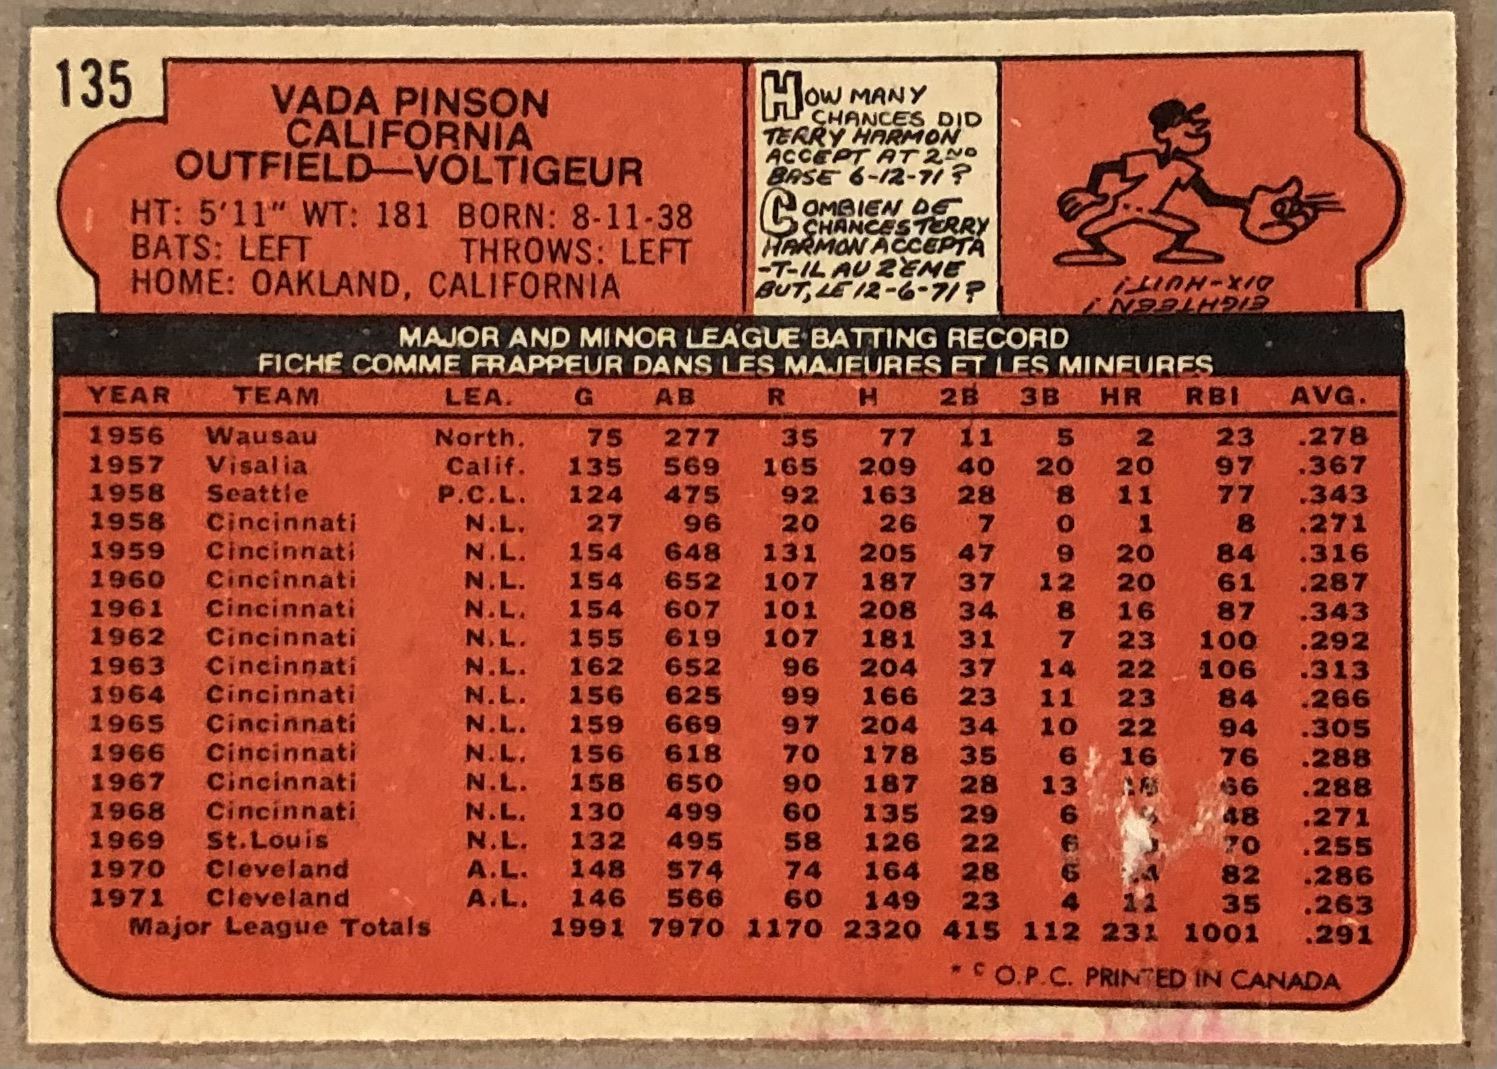 135
VADA PINSON
CALIFORNIA
OUTFIELD—VOLTIGEUR
HT: 5'11" WT: 181 BORN: 8-11-38
BATS: LEFT THROWS: LEFT
HOME: OAKLAND, CALIFORNIA
HOW MANY
CHANCES DID
TERRY HARMON
ACCEPT AT 2ND
BASE 6-12-71?
COMBIEN DE
CHANCES TERRY
HARMON ACCEPTA
-T-IL AU 2ÈME
BUT, LE 12-6-71?
EIGHTEEN!
DIX-HUIT!
MAJOR AND MINOR LEAGUE BATTING RECORD
FICHÉ COMME FRAPPEUR DANS LES MAJEURES ET LES MINEURES
YEAR TEAM LEA. G AB R H 2B 3B HR RBI AVG.
1956 Wausau North. 75 277 35 77 11 5 2 23 .278
1957 Visalia Calif. 135 569 165 209 40 20 20 97 .367
1958 Seattle P.C.L. 124 475 92 163 28 8 11 77 .343
1958 Cincinnati N.L. 27 96 20 26 7 0 1 8 .271
1959 Cincinnati N.L. 154 648 131 205 47 9 20 84 .316
1960 Cincinnati N.L. 154 652 107 187 37 12 20 61 .287
1961 Cincinnati N.L. 154 607 101 208 34 8 16 87 .343
1962 Cincinnati N.L. 155 619 107 181 31 7 23 100 .292
1963 Cincinnati N.L. 162 652 96 204 37 14 22 106 .313
1964 Cincinnati N.L. 156 625 99 166 23 11 23 84 .266
1965 Cincinnati N.L. 159 669 97 204 34 10 22 94 .305
1966 Cincinnati N.L. 156 618 70 178 35 6 16 76 .288
1967 Cincinnati N.L. 158 650 90 187 28 13 18 66 .288
1968 Cincinnati N.L. 130 499 60 135 29 6 48 .271
1969 St.Louis N.L. 132 495 58 126 22 6 70 .255
1970 Cleveland A.L. 148 574 74 164 28 6 82 .286
1971 Cleveland A.L. 146 566 60 149 23 4 11 35 .263
Major League Totals 1991 7970 1170 2320 415 112 231 1001 .291
* © O.P.C. PRINTED IN CANADA